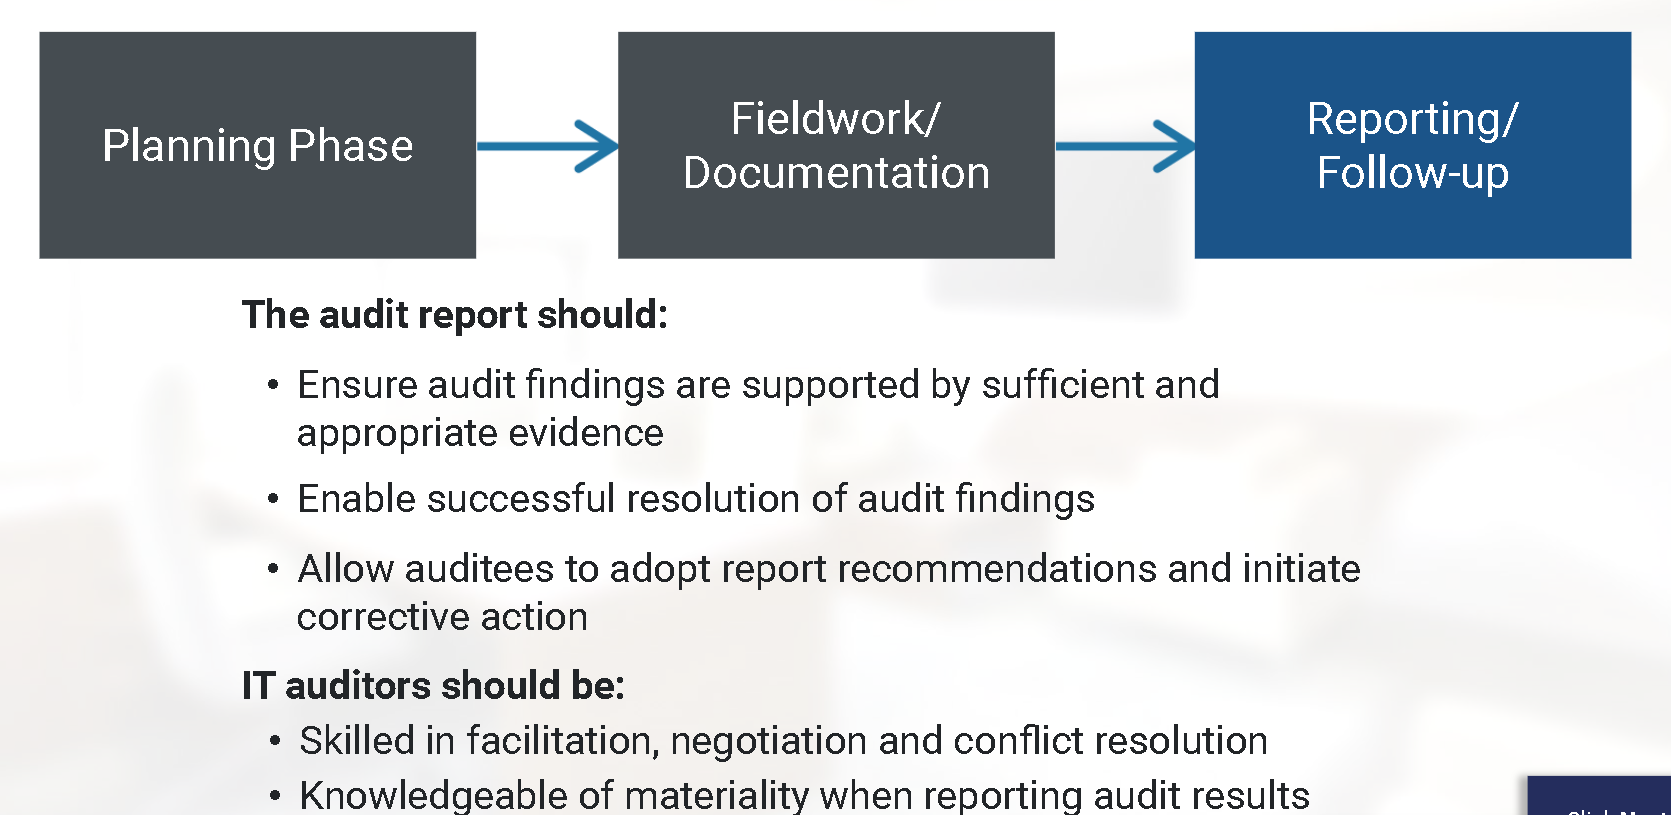 Planning Phase
Fieldwork/
Documentation
Reporting/
Follow-up
The audit report should:
• Ensure audit findings are supported by sufficient and
appropriate evidence
• Enable successful resolution of audit findings
• Allow auditees to adopt report recommendations and initiate
corrective action
IT auditors should be:
• Skilled in facilitation, negotiation and conflict resolution
• Knowledgeable of materiality when reporting audit results